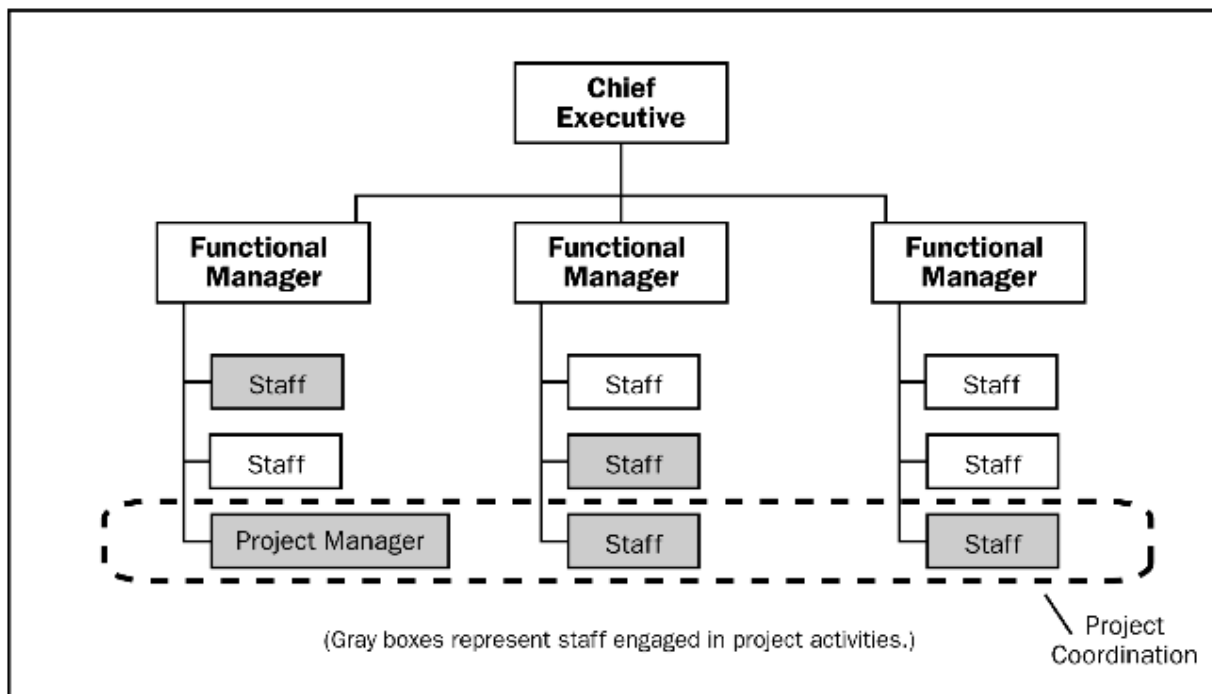 Chief
Executive
Functional
Manager
Functional
Manager
Functional
Manager
Staff
Staff
Staff
Staff
Staff
Staff
Project Manager
Staff
Staff
(Gray boxes represent staff engaged in project activities.)
Project
Coordination